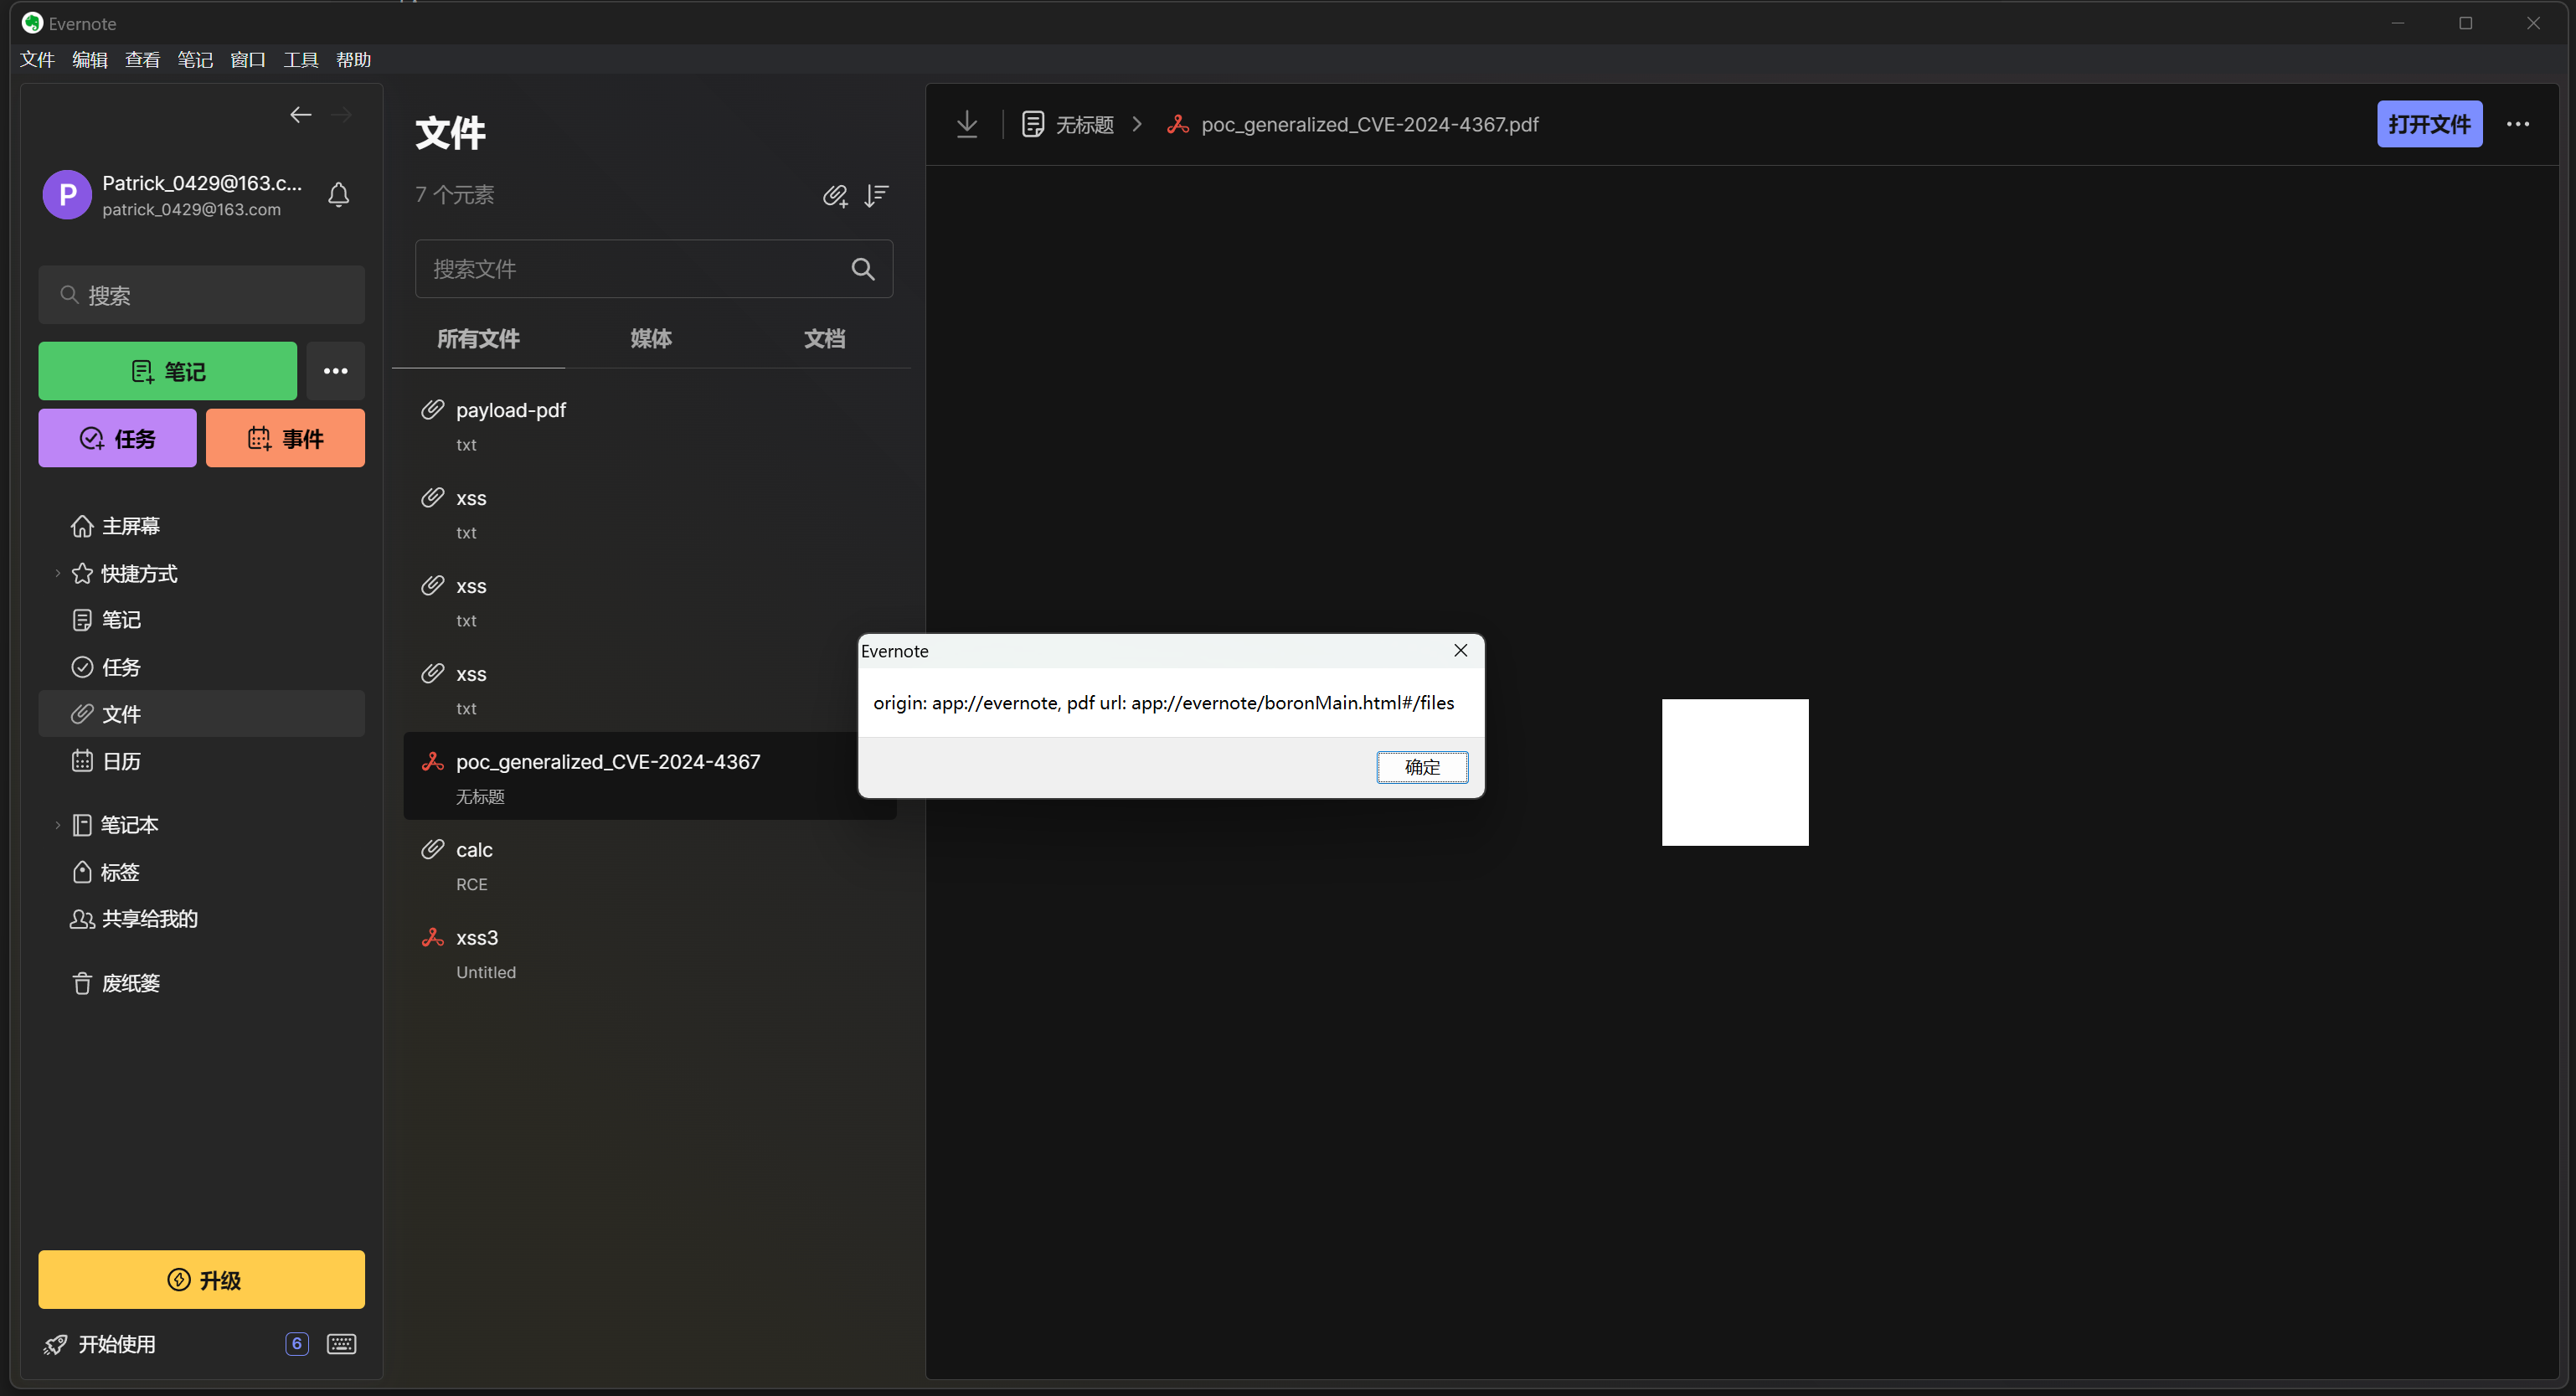 Evernote
文件 编辑 查看 笔记 窗口 工具 帮助
P
Patrick_0429@163.c...
patrick_0429@163.com
搜索
笔记
任务
事件
主屏幕
快捷方式
笔记
任务
文件
日历
笔记本
标签
共享给我的
废纸篓
升级
开始使用
6
文件
7 个元素
搜索文件
所有文件 媒体 文档
payload-pdf
txt
xss
txt
xss
txt
xss
txt
poc_generalized_CVE-2024-4367
无标题
calc
RCE
xss3
Untitled
无标题 > poc_generalized_CVE-2024-4367.pdf
打开文件
Evernote
origin: app://evernote, pdf url: app://evernote/boronMain.html#/files
确定